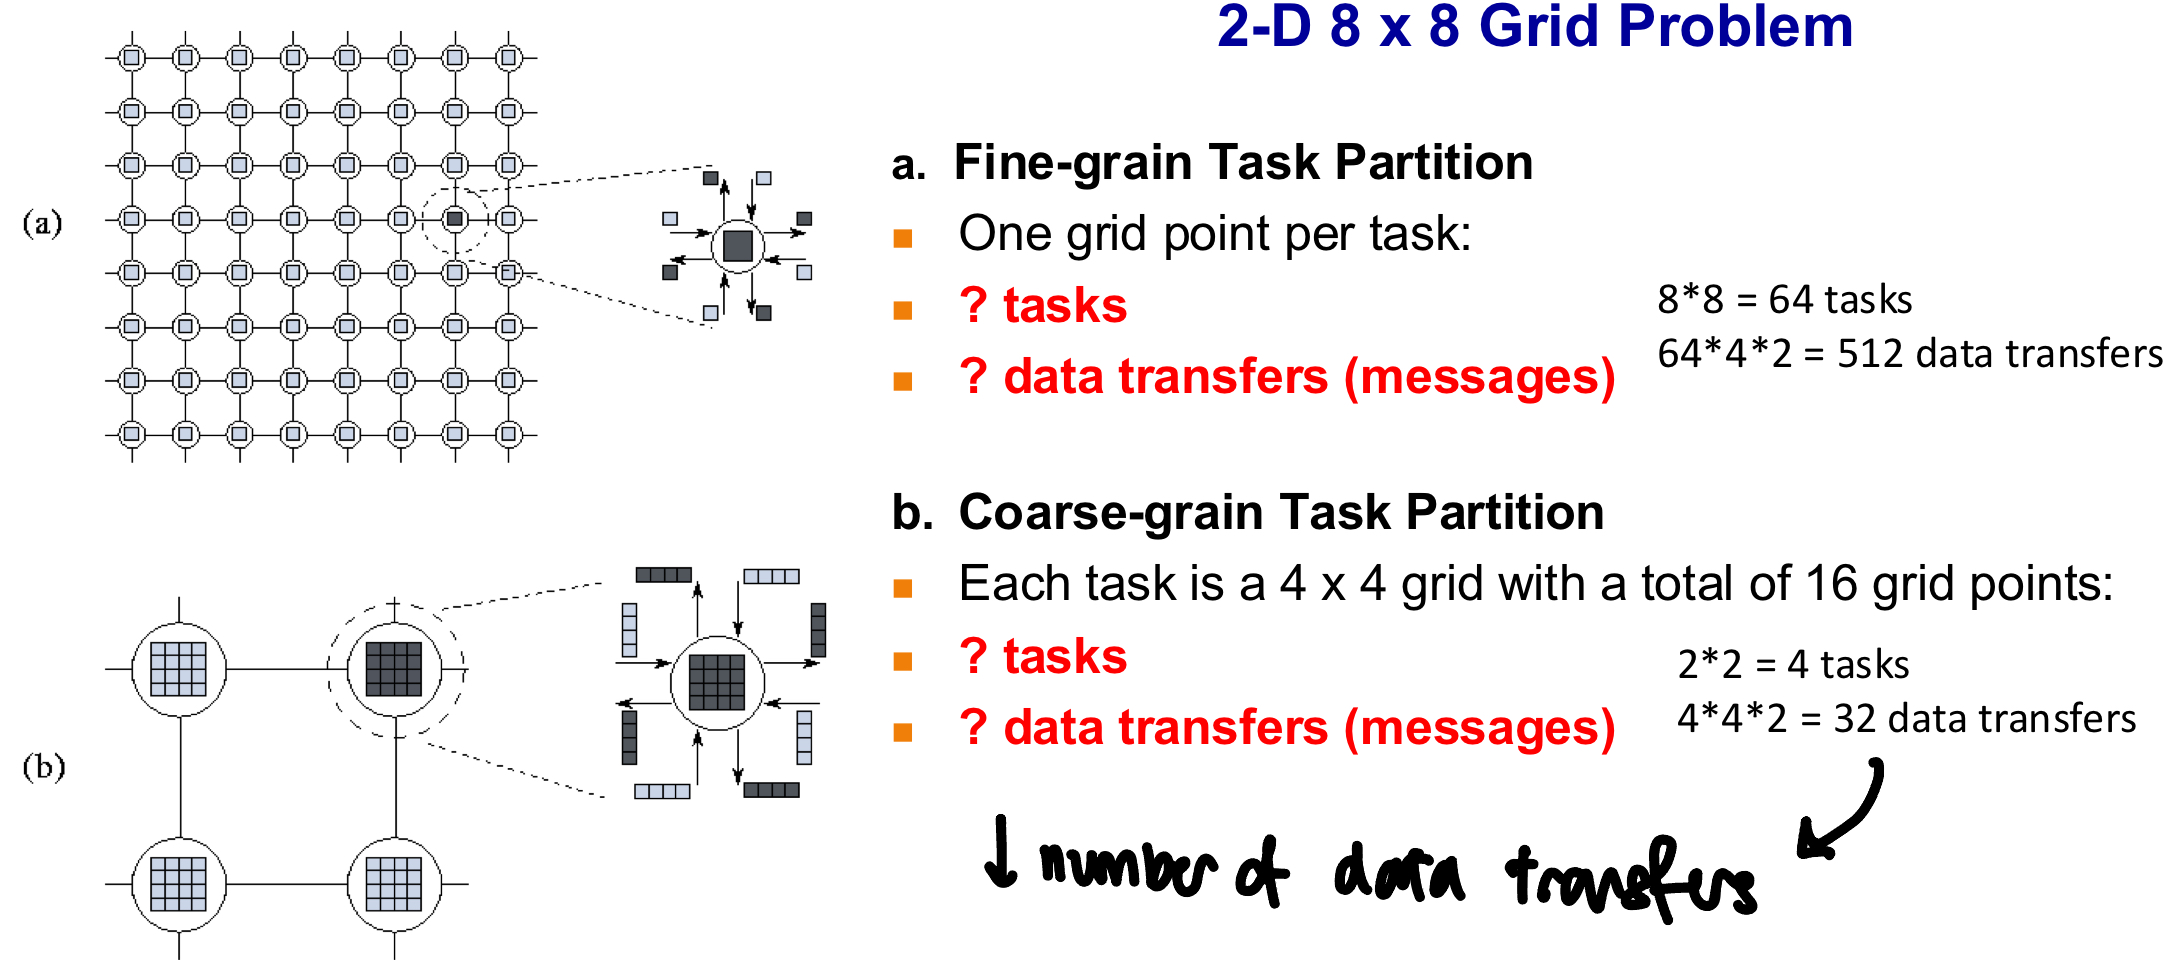 2-D 8 x 8 Grid Problem
(a)
a. Fine-grain Task Partition
One grid point per task:
? tasks
8*8 = 64 tasks
? data transfers (messages)
64*4*2 = 512 data transfers
(b)
b. Coarse-grain Task Partition
Each task is a 4 x 4 grid with a total of 16 grid points:
? tasks
2*2 = 4 tasks
? data transfers (messages)
4*4*2 = 32 data transfers
↓ number of data transfers